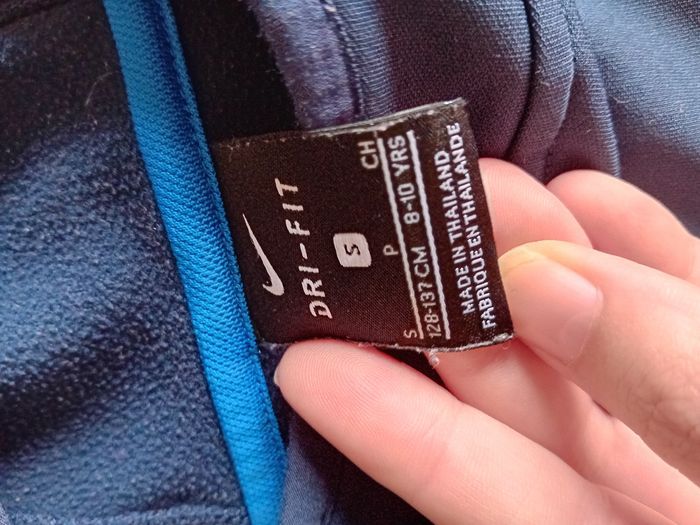 DRI-FIT
S
S P CH
128-137 CM 8-10 YRS
MADE IN THAILAND
FABRIQUE EN THAILANDE